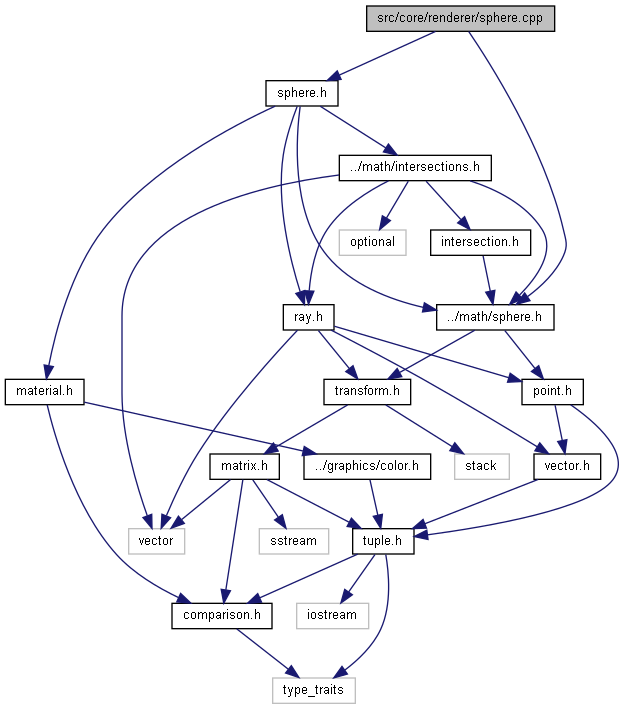 src/core/renderer/sphere.cpp
sphere.h
../math/intersections.h
optional
intersection.h
ray.h
../math/sphere.h
material.h
transform.h
point.h
matrix.h
../graphics/color.h
stack
vector.h
vector
sstream
tuple.h
comparison.h
iostream
type_traits